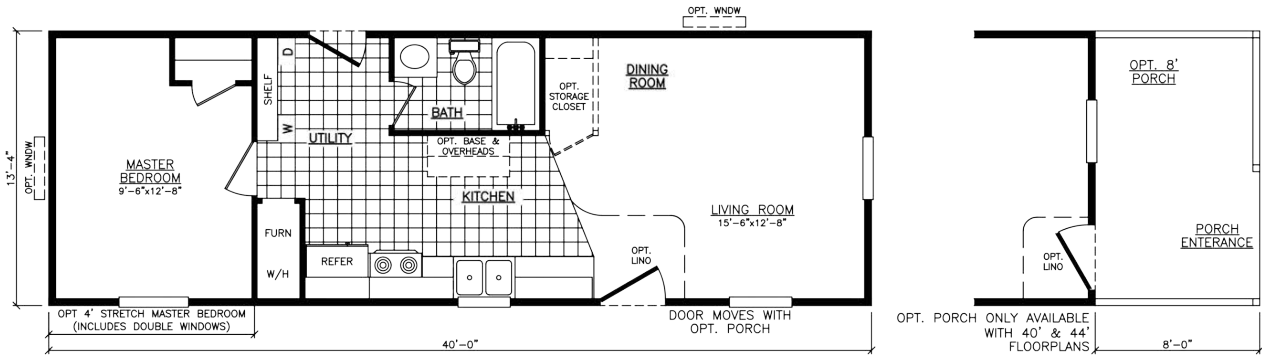 OPT. WNDW
13'-4"
OPT. WNDW
MASTER
BEDROOM
9'-6"x12'-8"
SHELF
D
W
UTILITY
BATH
OPT. BASE &
OVERHEADS
KITCHEN
FURN
W/H
REFER
OPT.
STORAGE
CLOSET
DINING
ROOM
LIVING ROOM
15'-6"x12'-8"
OPT.
LINO
OPT 4' STRETCH MASTER BEDROOM
(INCLUDES DOUBLE WINDOWS)
DOOR MOVES WITH
OPT. PORCH
40'-0"
OPT. 8'
PORCH
PORCH
ENTERANCE
OPT.
LINO
OPT. PORCH ONLY AVAILABLE
WITH 40' & 44'
FLOORPLANS
8'-0"